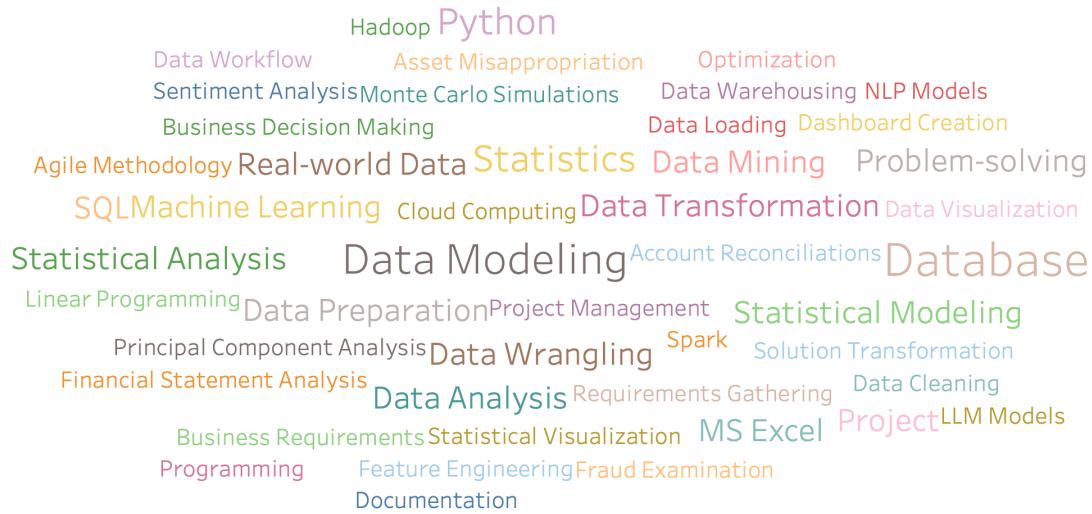 Hadoop Python
Data Workflow Asset Misappropriation Optimization
Sentiment Analysis Monte Carlo Simulations Data Warehousing NLP Models
Business Decision Making Data Loading Dashboard Creation
Agile Methodology Real-world Data Statistics Data Mining Problem-solving
SQL Machine Learning Cloud Computing Data Transformation Data Visualization
Statistical Analysis Data Modeling Account Reconciliations Database
Linear Programming Data Preparation Project Management Statistical Modeling
Principal Component Analysis Data Wrangling Spark Solution Transformation
Financial Statement Analysis Data Analysis Requirements Gathering Data Cleaning
Business Requirements Statistical Visualization MS Excel Project LLM Models
Programming Feature Engineering Fraud Examination
Documentation